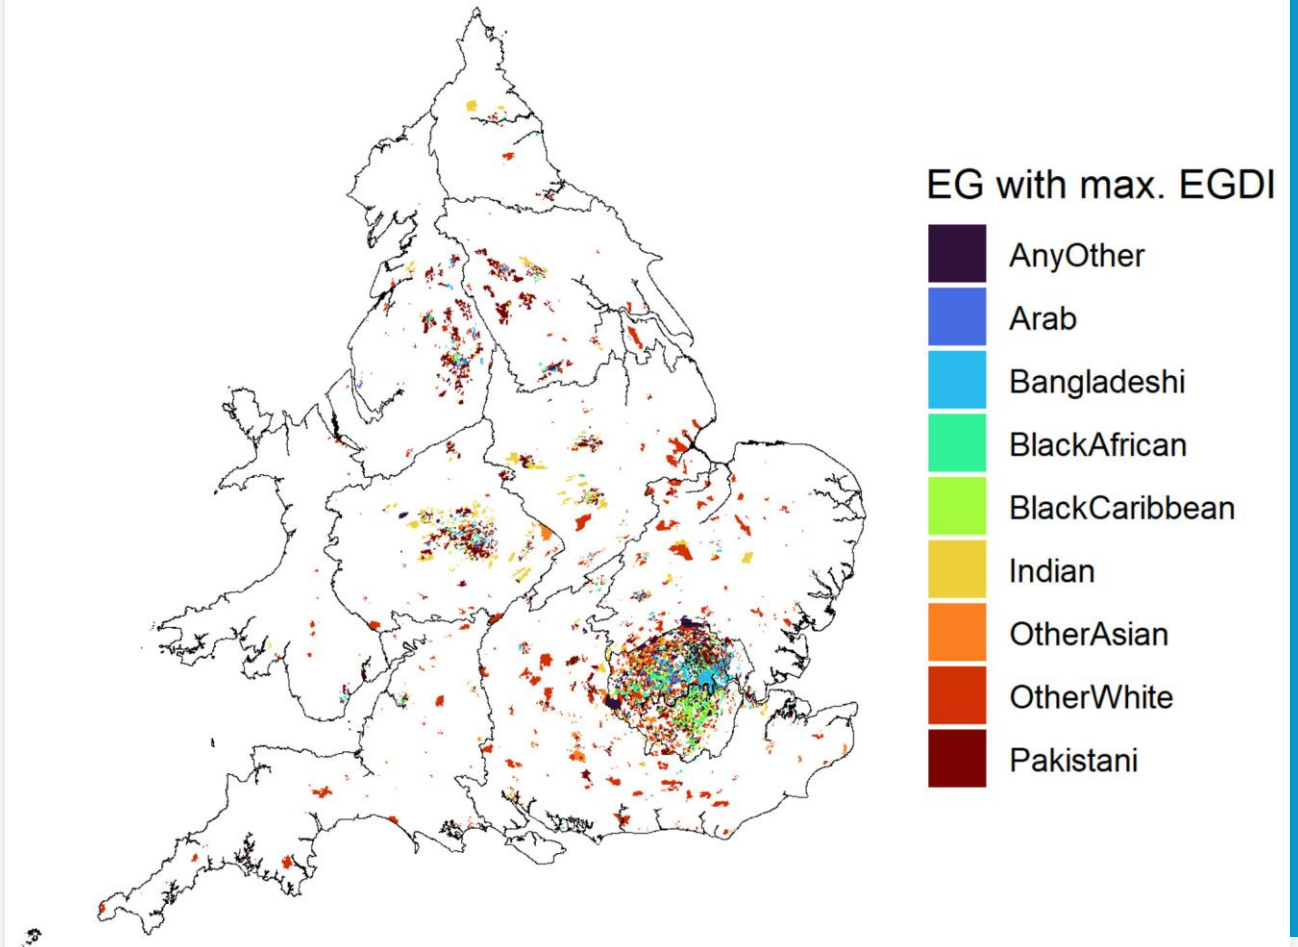 EG with max. EGDI
AnyOther
Arab
Bangladeshi
BlackAfrican
BlackCaribbean
Indian
OtherAsian
OtherWhite
Pakistani